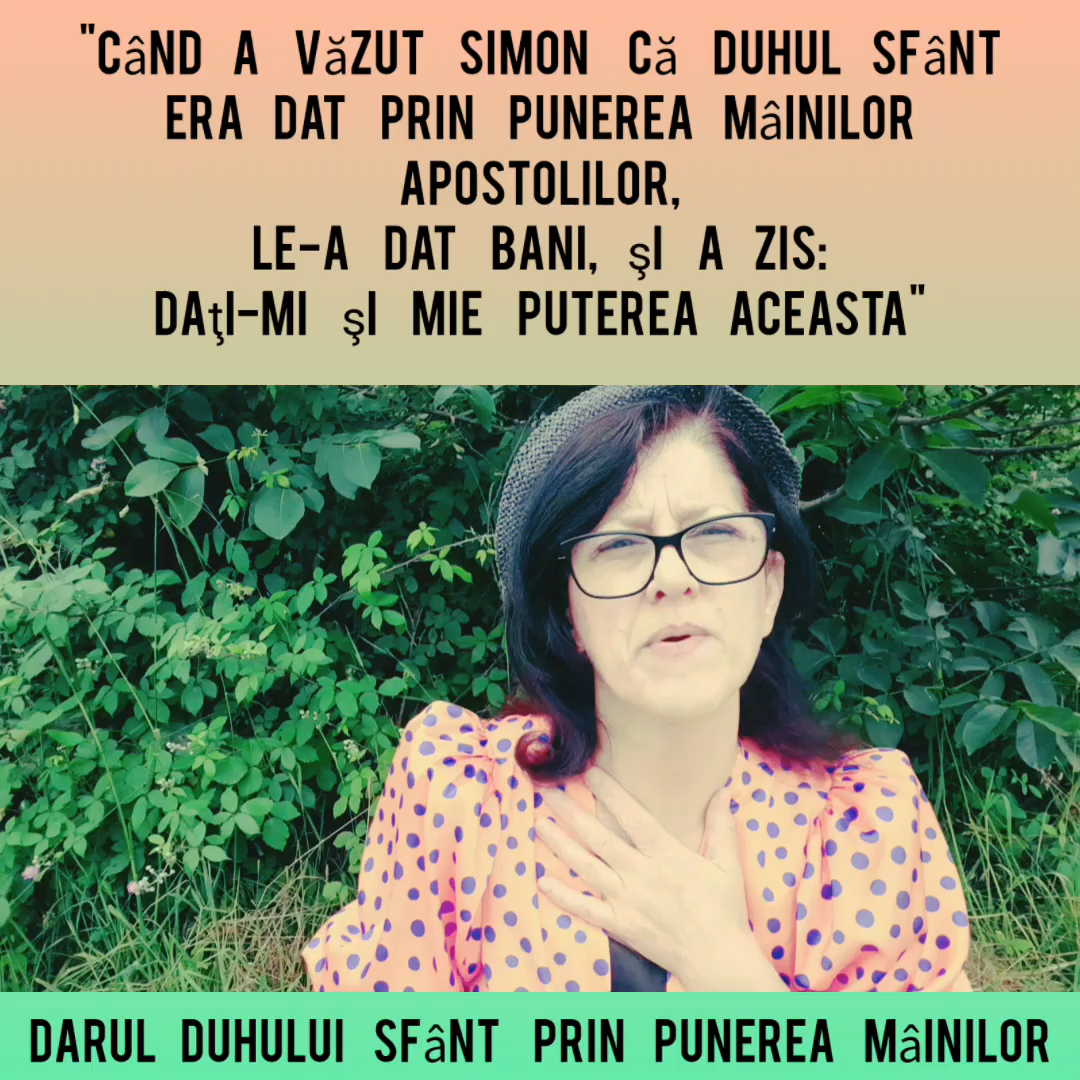 "CâND A VăZUT SIMON Că DUHUL SFâNT
ERA DAT PRIN PUNEREA MâINILOR
APOSTOLILOR,
LE-A DAT BANI, şI A ZIS:
DAţI-MI şI MIE PUTEREA ACEASTA"
DARUL DUHULUI SFâNT PRIN PUNEREA MâINILOR